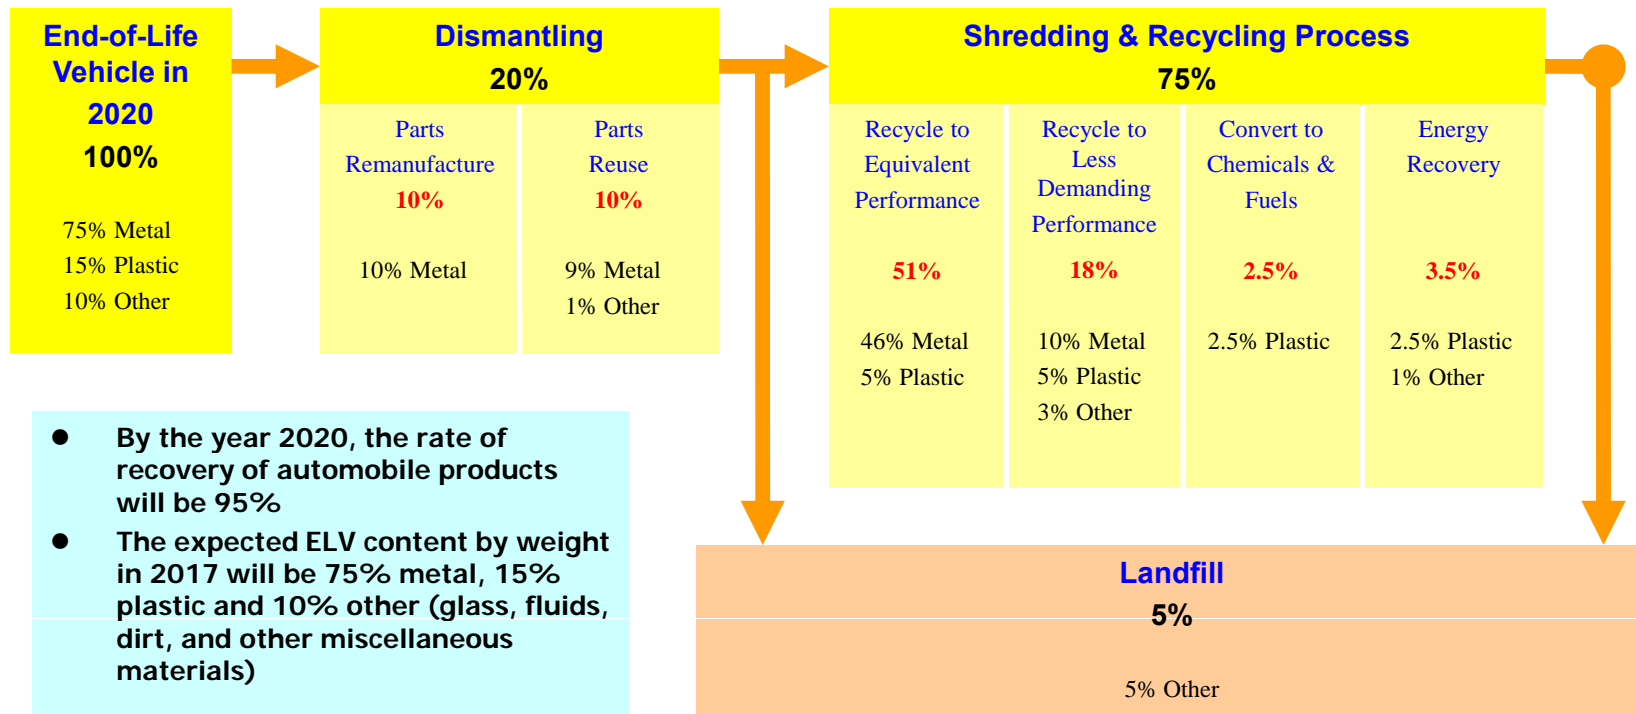 End-of-Life
Vehicle in
2020
100%
75% Metal
15% Plastic
10% Other
Dismantling
20%
Parts
Remanufacture
10%
10% Metal
Parts
Reuse
10%
9% Metal
1% Other
Shredding & Recycling Process
75%
Recycle to
Equivalent
Performance
51%
46% Metal
5% Plastic
Recycle to
Less
Demanding
Performance
18%
10% Metal
5% Plastic
3% Other
Convert to
Chemicals &
Fuels
2.5%
2.5% Plastic
Energy
Recovery
3.5%
2.5% Plastic
1% Other
● By the year 2020, the rate of
recovery of automobile products
will be 95%
● The expected ELV content by weight
in 2017 will be 75% metal, 15%
plastic and 10% other (glass, fluids,
dirt, and other miscellaneous
materials)
Landfill
5%
5% Other